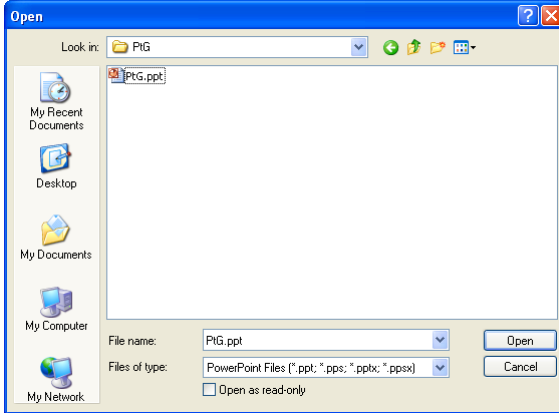 Open
Look in:
PtG
PtG.ppt
My Recent
Documents
Desktop
My Documents
My Computer
My Network
File name:
PtG.ppt
Open
Files of type:
PowerPoint Files (*.ppt; *.pps; *.pptx; *.ppsx)
Cancel
Open as read-only